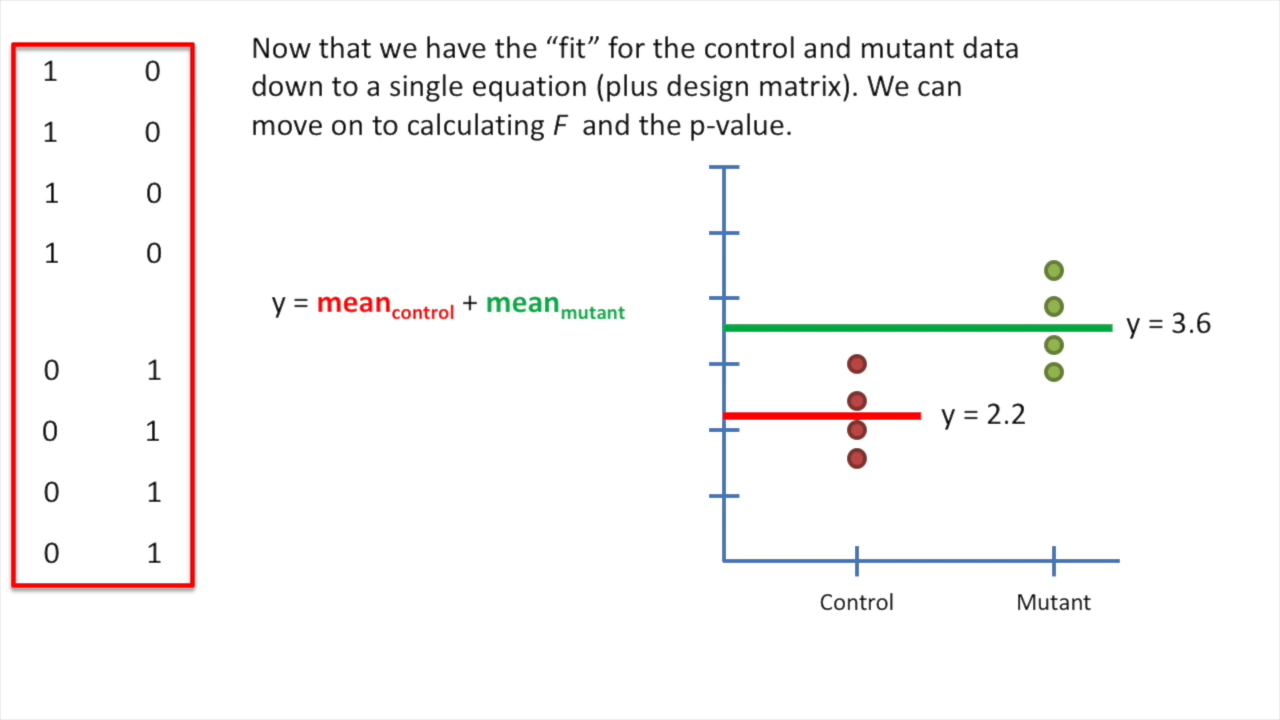 Now that we have the “fit” for the control and mutant data
down to a single equation (plus design matrix). We can
move on to calculating F and the p-value.
1 0
1 0
1 0
1 0
0 1
0 1
0 1
0 1
y = meancontrol + meanmutant
y = 3.6
y = 2.2
Control Mutant